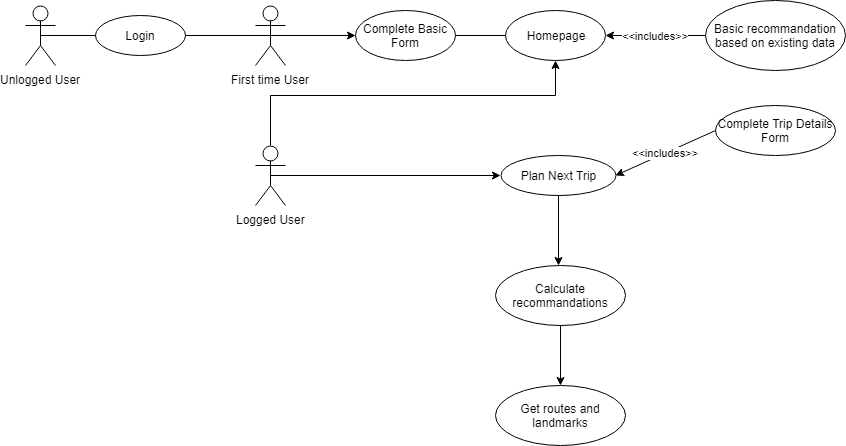 Unlogged User
Login
First time User
Complete Basic
Form
Homepage
<<includes>>
Basic recommandation
based on existing data
Logged User
Plan Next Trip
<<includes>>
Complete Trip Details
Form
Calculate
recommandations
Get routes and
landmarks